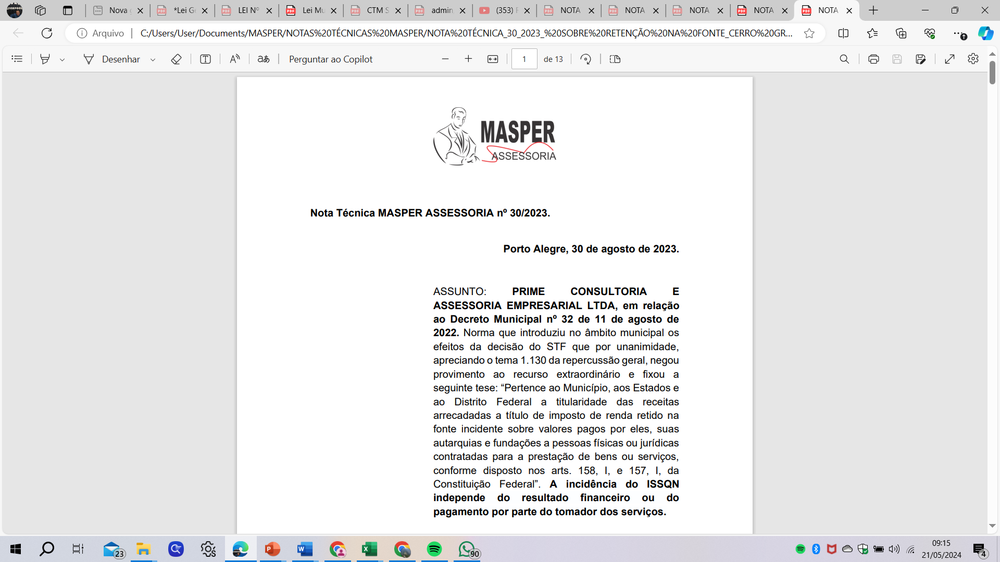 LIVERPOOL
Nova
*Lei G
LEI Nº
Lei Mu
CTM S
admin
(353) F
NOTA
NOTA
NOTA
NOTA
NOTA
Arquivo
C:/Users/User/Documents/MASPER/NOTAS%20TÉCNICAS%20MASPER/NOTA%20TÉCNICA_30_2023_%20SOBRE%20RETENÇÃO%20NA%20FONTE_CERRO%20GR...
Desenhar
aあ
Perguntar ao Copilot
1
de 13
MASPER
ASSESSORIA
Nota Técnica MASPER ASSESSORIA nº 30/2023.
Porto Alegre, 30 de agosto de 2023.
ASSUNTO: PRIME CONSULTORIA E
ASSESSORIA EMPRESARIAL LTDA, em relação
ao Decreto Municipal nº 32 de 11 de agosto de
2022. Norma que introduziu no âmbito municipal os
efeitos da decisão do STF que por unanimidade,
apreciando o tema 1.130 da repercussão geral, negou
provimento ao recurso extraordinário e fixou a
seguinte tese: “Pertence ao Município, aos Estados e
ao Distrito Federal a titularidade das receitas
arrecadadas a título de imposto de renda retido na
fonte incidente sobre valores pagos por eles, suas
autarquias e fundações a pessoas físicas ou jurídicas
contratadas para a prestação de bens ou serviços,
conforme disposto nos arts. 158, I, e 157, I, da
Constituição Federal”. A incidência do ISSQN
independe do resultado financeiro ou do
pagamento por parte do tomador dos serviços.
23
90
09:15
21/05/2024
4